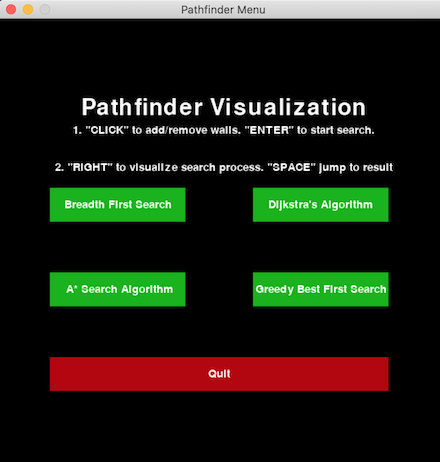 Pathfinder Menu
Pathfinder Visualization
1. "CLICK" to add/remove walls. "ENTER" to start search.
2. "RIGHT" to visualize search process. "SPACE" jump to result
Breadth First Search
Dijkstra's Algorithm
A* Search Algorithm
Greedy Best First Search
Quit